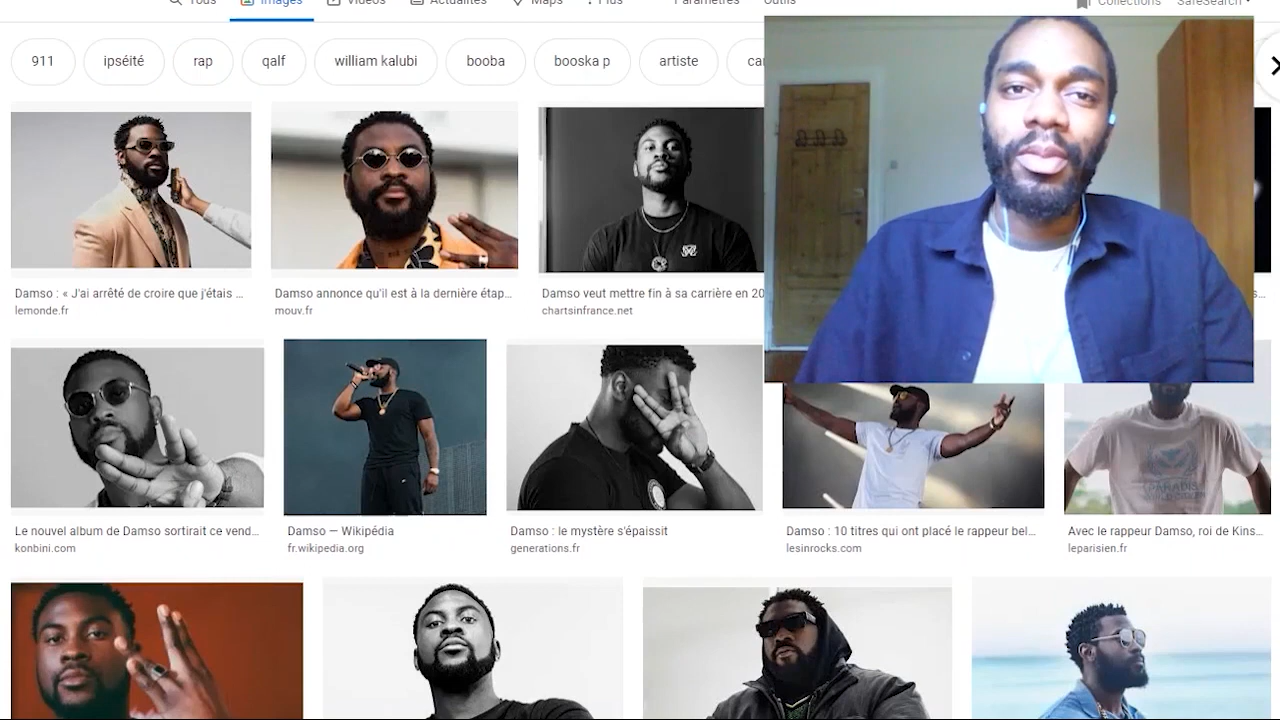 Tous
Images
Vidéos
Actualités
Maps
Plus
Paramètres
Outils
Collections
SafeSearch
911
ipséité
rap
qalf
william kalubi
booba
booska p
artiste
Damso : « J'ai arrêté de croire que j'étais ...
lemonde.fr
Damso annonce qu'il est à la dernière étap...
mouv.fr
Damso veut mettre fin à sa carrière en 20
chartsinfrance.net
Le nouvel album de Damso sortirait ce vend...
konbini.com
Damso — Wikipédia
fr.wikipedia.org
Damso : le mystère s'épaissit
generations.fr
Damso : 10 titres qui ont placé le rappeur bel...
lesinrocks.com
PARADIS
Avec le rappeur Damso, roi de Kins...
leparisien.fr